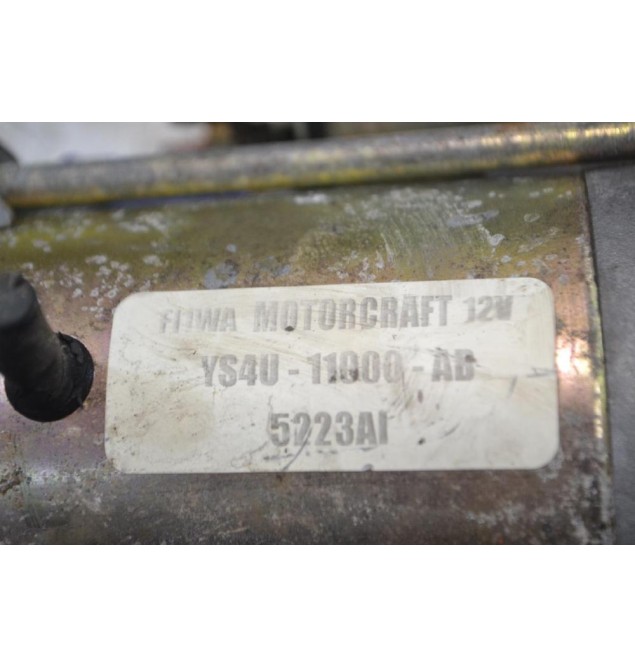 MOTORCRAFT 12V
YS4U - 11000 - AB
5223AI